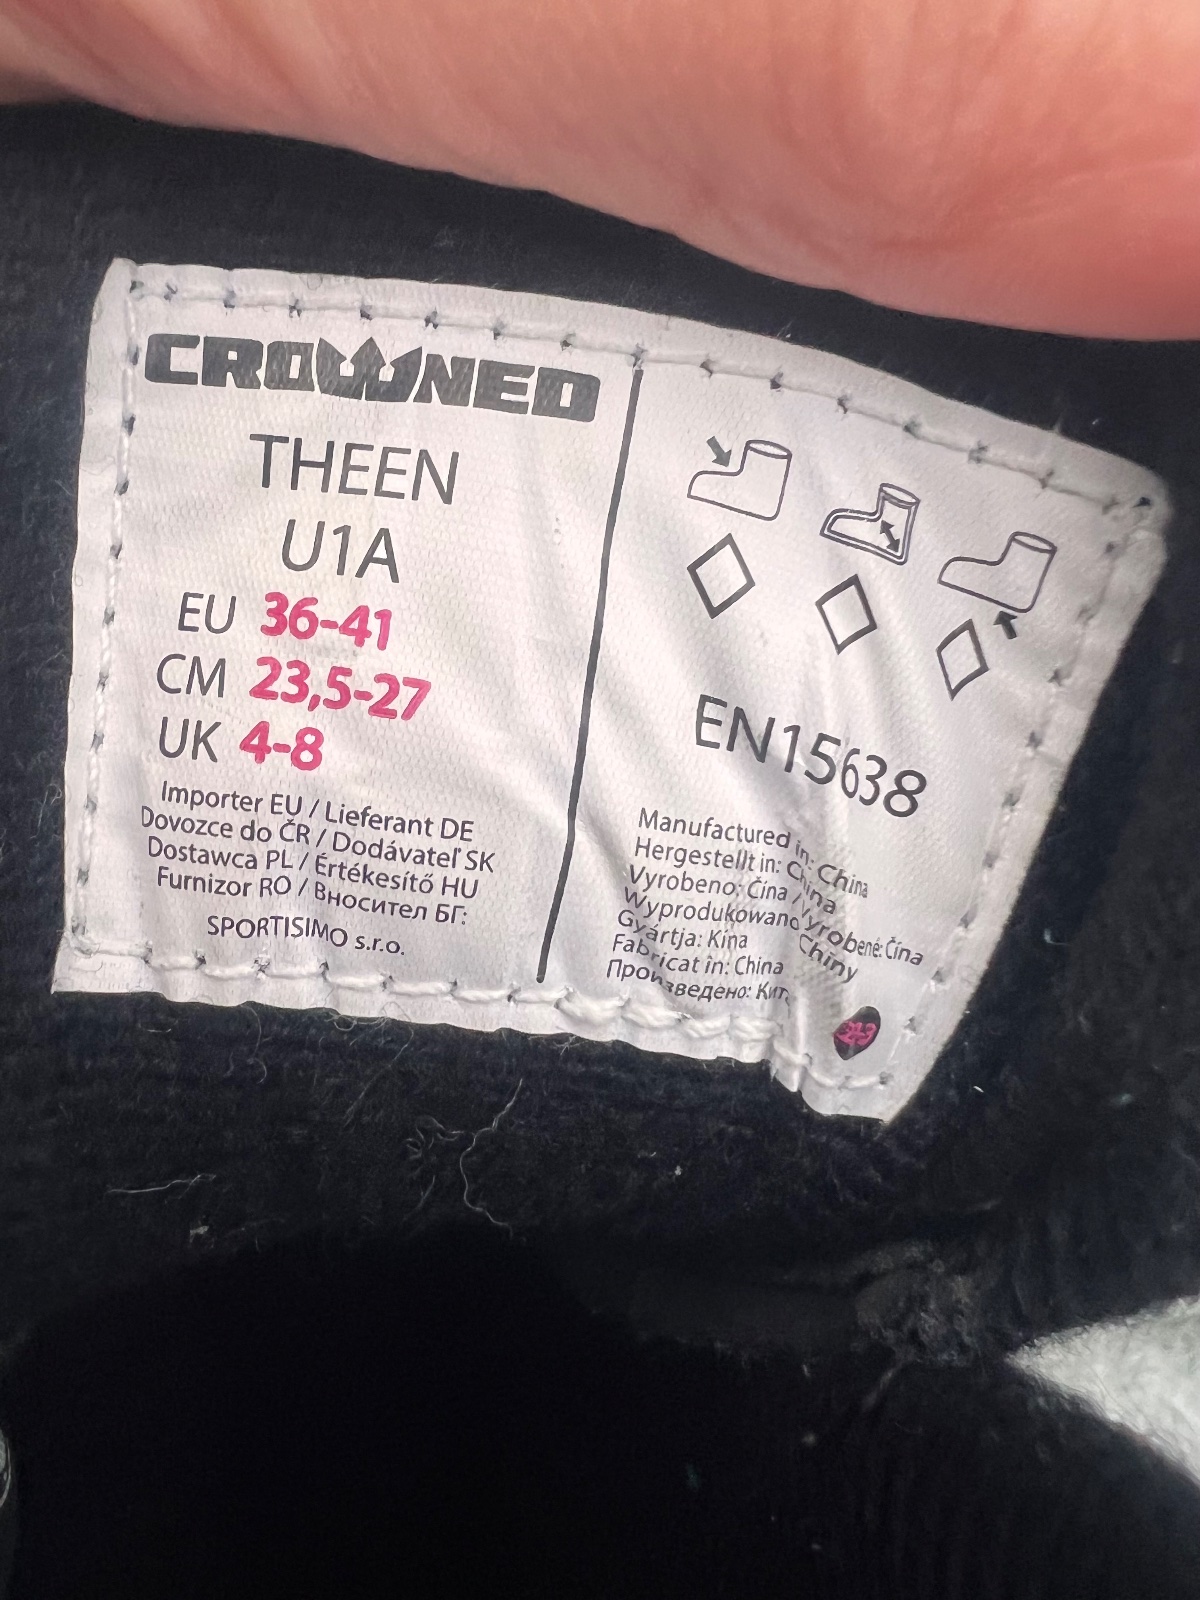 CROWNED
THEEN
U1A
EU 36-41
CM 23,5-27
UK 4-8
Importer EU / Lieferant DE
Dovozce do ČR / Dodávateľ SK
Dostawca PL / Értékesítő HU
Furnizor RO / Вносител БГ:
SPORTISIMO s.r.o.
EN15638
Manufactured in: China
Hergestellt in: China
Vyrobeno: Čína / Vyrobené: Čína
Wyprodukowano Chiny
Gyártja: Kína
Fabricat în: China
Произведено: